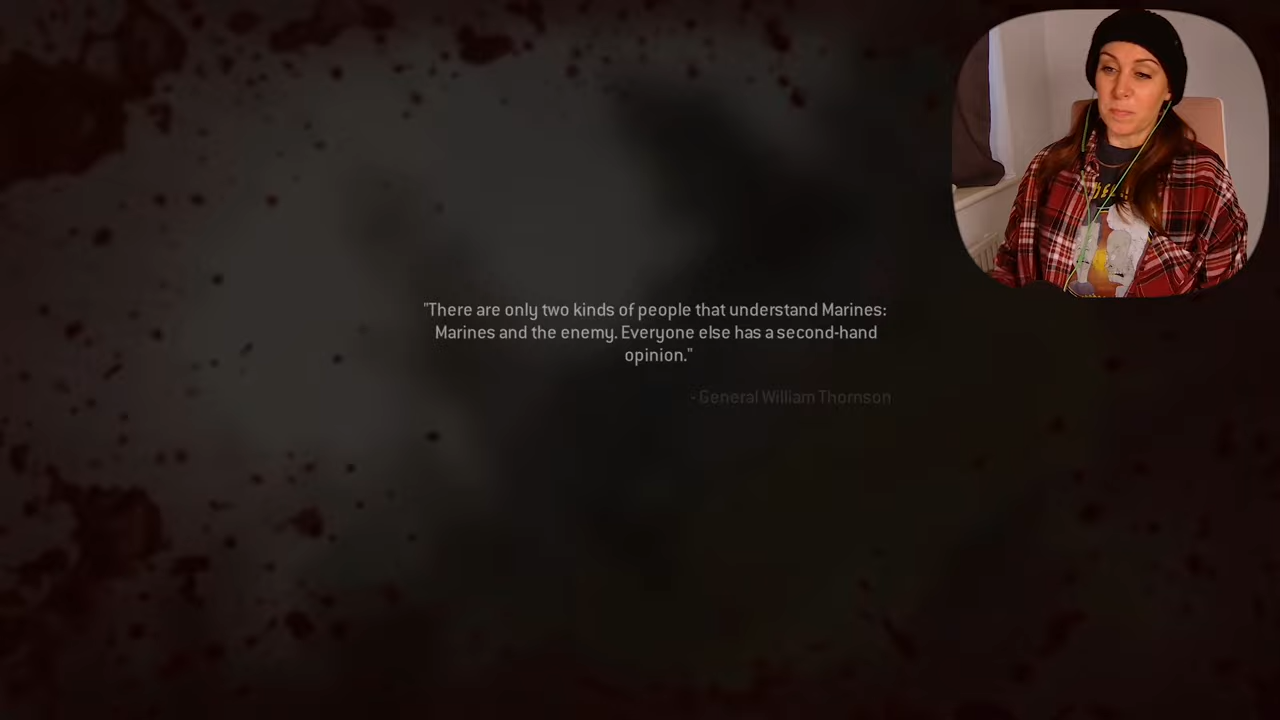 "There are only two kinds of people that understand Marines:
Marines and the enemy. Everyone else has a second-hand
opinion."
- General William Thornson